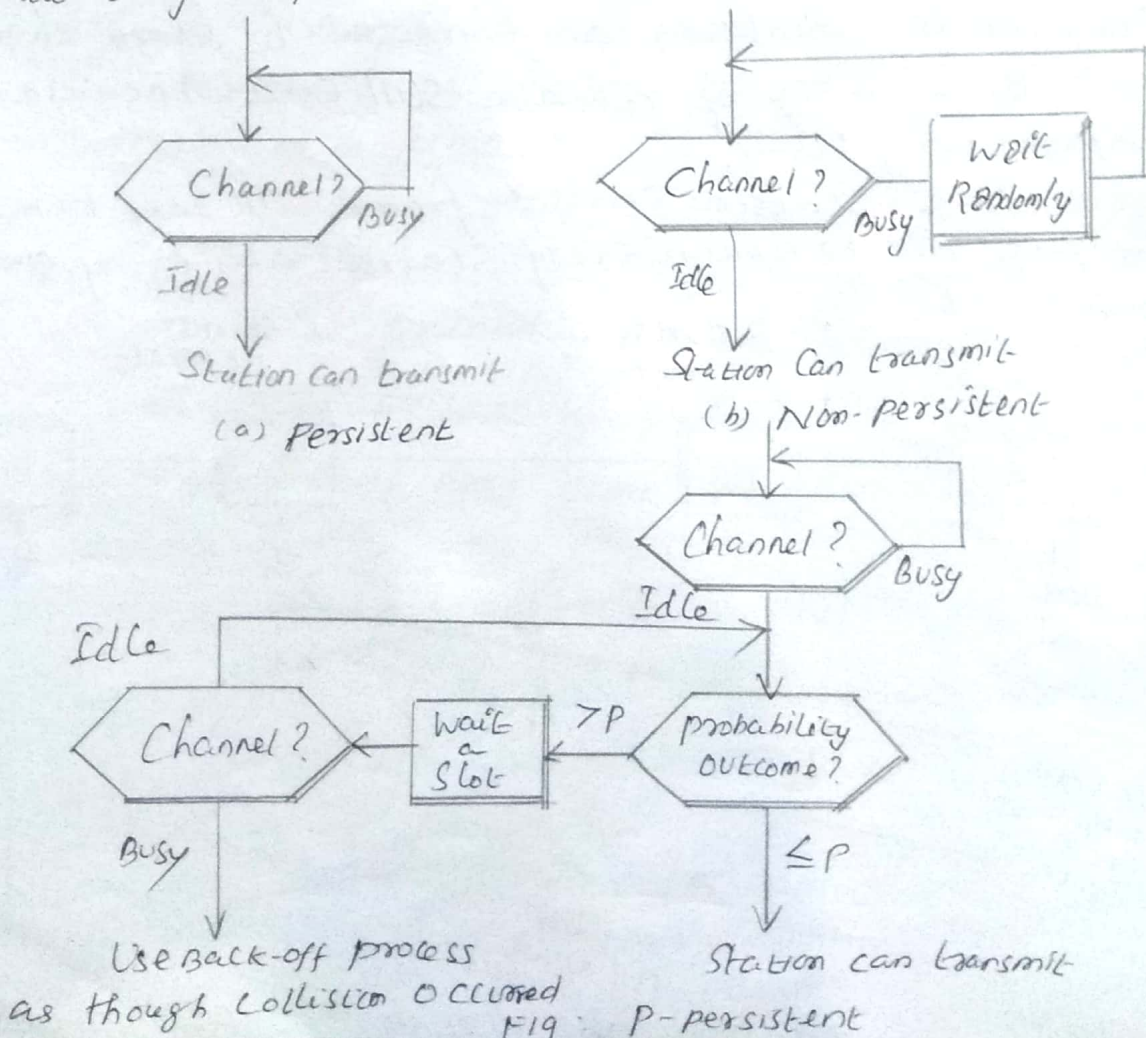 Channel?
Busy
Idle
Station can transmit
(a) Persistent
Channel?
Busy
Wait
Randomly
Idle
Station Can transmit
(b) Non-persistent
Channel?
Busy
Idle
Idle
Channel?
Wait
a
Slot
>P
probability
outcome?
Busy
≤P
Use Back-off process
as though Collision Occurred
Station can transmit
Fig: P-persistent